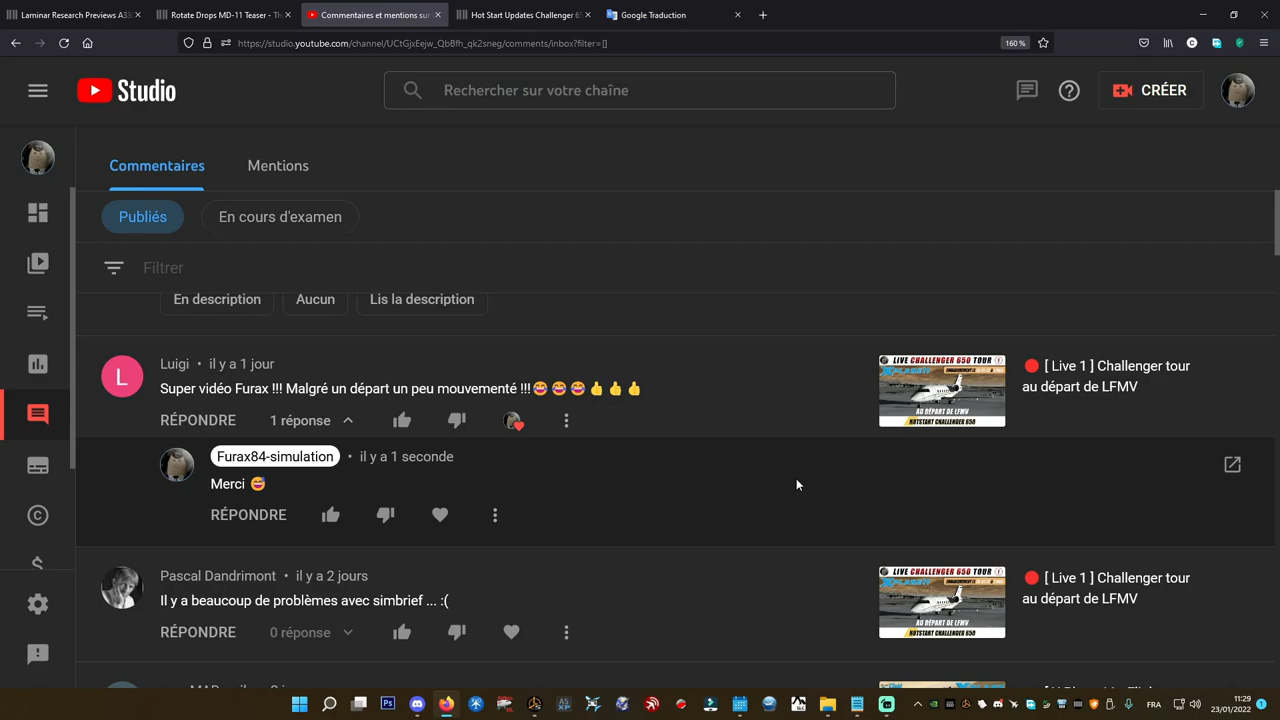 Laminar Research Previews A33
Rotate Drops MD-11 Teaser - Th
Commentaires et mentions sur
Hot Start Updates Challenger 65
Google Traduction
https://studio.youtube.com/channel/UCtGjxEejw_QbBfh_qk2sneg/comments/inbox?filter=[]
160 %
Studio
Rechercher sur votre chaîne
CRÉER
Commentaires
Mentions
Publiés
En cours d'examen
Filtrer
En description
Aucun
Lis la description
L
Luigi • il y a 1 jour
Super vidéo Furax !!! Malgré un départ un peu mouvementé !!!😂😂😂👍👍👍
RÉPONDRE 1 réponse
LIVE CHALLENGER 650 TOUR
AU DÉPART DE LFMV
HOTSTART CHALLENGER 650
🔴 [ Live 1 ] Challenger tour
au départ de LFMV
Furax84-simulation • il y a 1 seconde
Merci 😅
RÉPONDRE
Pascal Dandrimont • il y a 2 jours
Il y a problèmes avec simbrief ... :(
RÉPONDRE 0 réponse
LIVE CHALLENGER 650 TOUR
AU DÉPART DE LFMV
HOTSTART CHALLENGER 650
🔴 [ Live 1 ] Challenger tour
au départ de LFMV
FR
11:29
23/01/2022